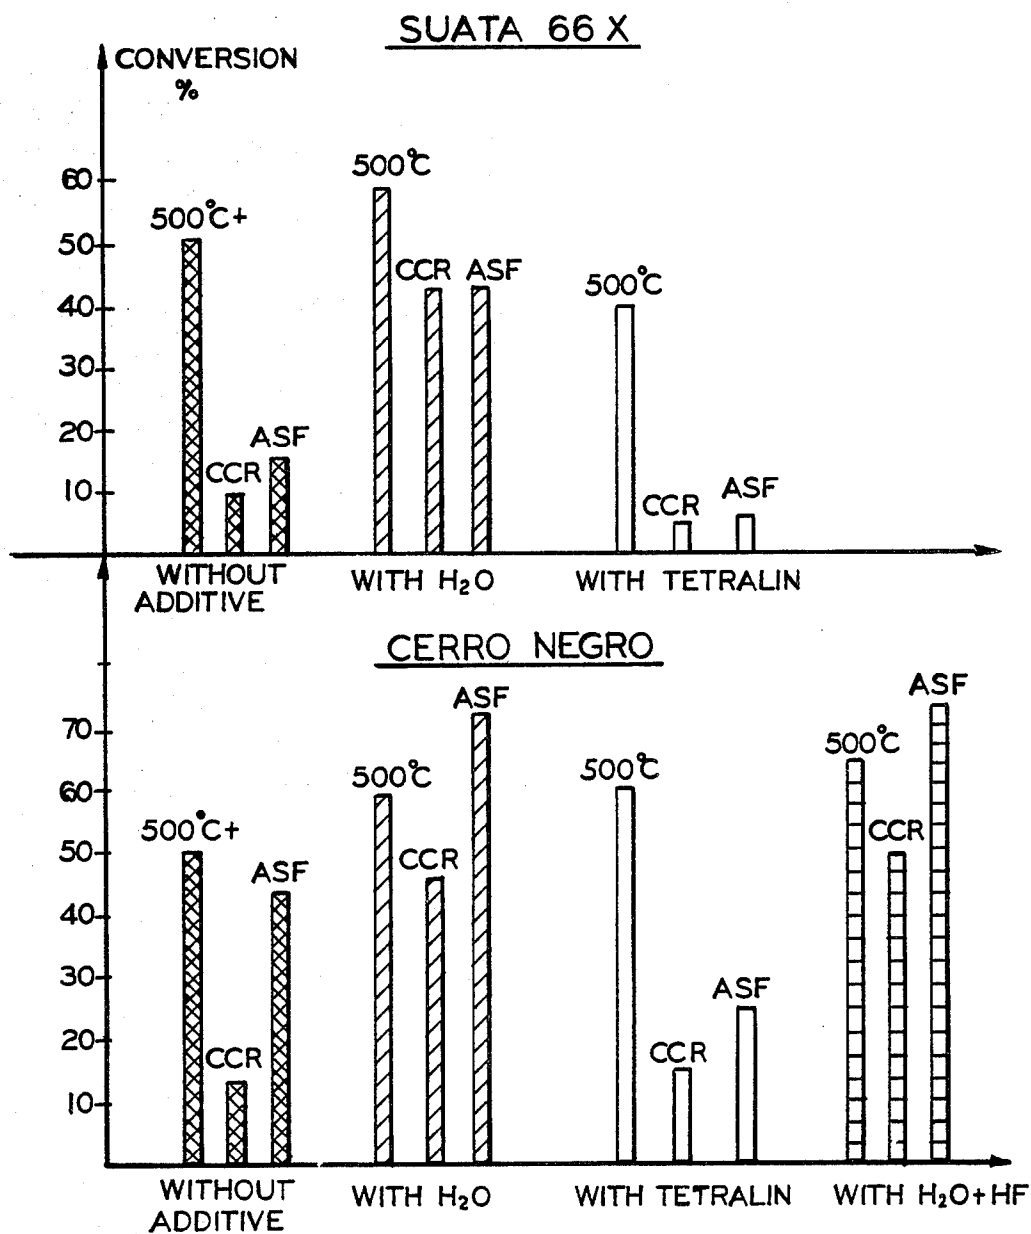 SUATA 66 X
CONVERSION
%
60
50
40
30
20
10
500°C+
CCR
ASF
500°C
CCR
ASF
500°C
CCR
ASF
WITHOUT
ADDITIVE
WITH H₂O
WITH TETRALIN
CERRO NEGRO
70
60
50
40
30
20
10
500°C+
CCR
ASF
500°C
CCR
ASF
500°C
CCR
ASF
500°C
CCR
ASF
WITHOUT
ADDITIVE
WITH H₂O
WITH TETRALIN
WITH H₂O+HF